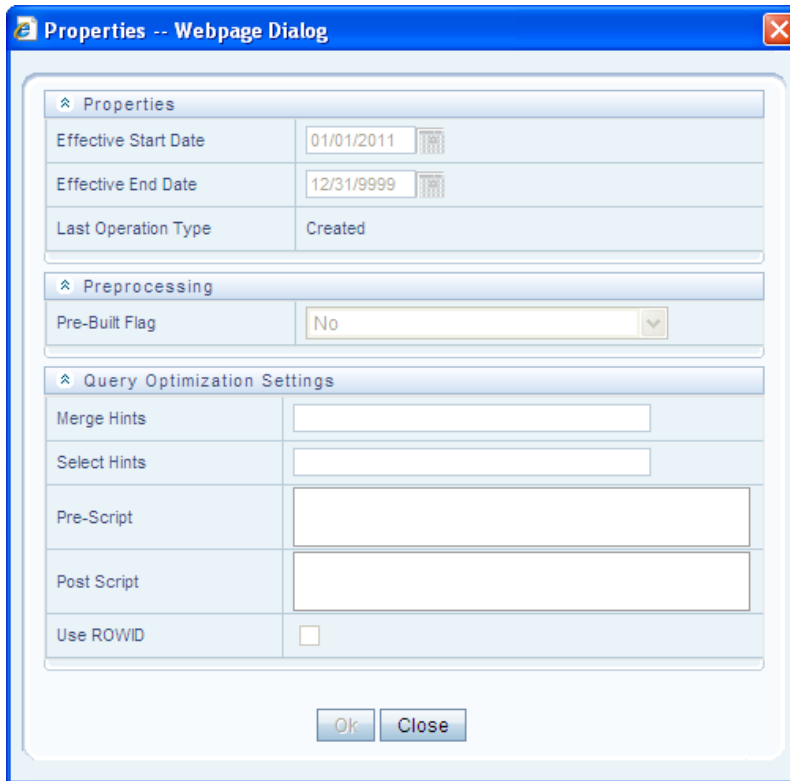 Properties -- Webpage Dialog
Properties
Effective Start Date 01/01/2011
Effective End Date 12/31/9999
Last Operation Type Created
Preprocessing
Pre-Built Flag No
Query Optimization Settings
Merge Hints
Select Hints
Pre-Script
Post Script
Use ROWID
Ok Close